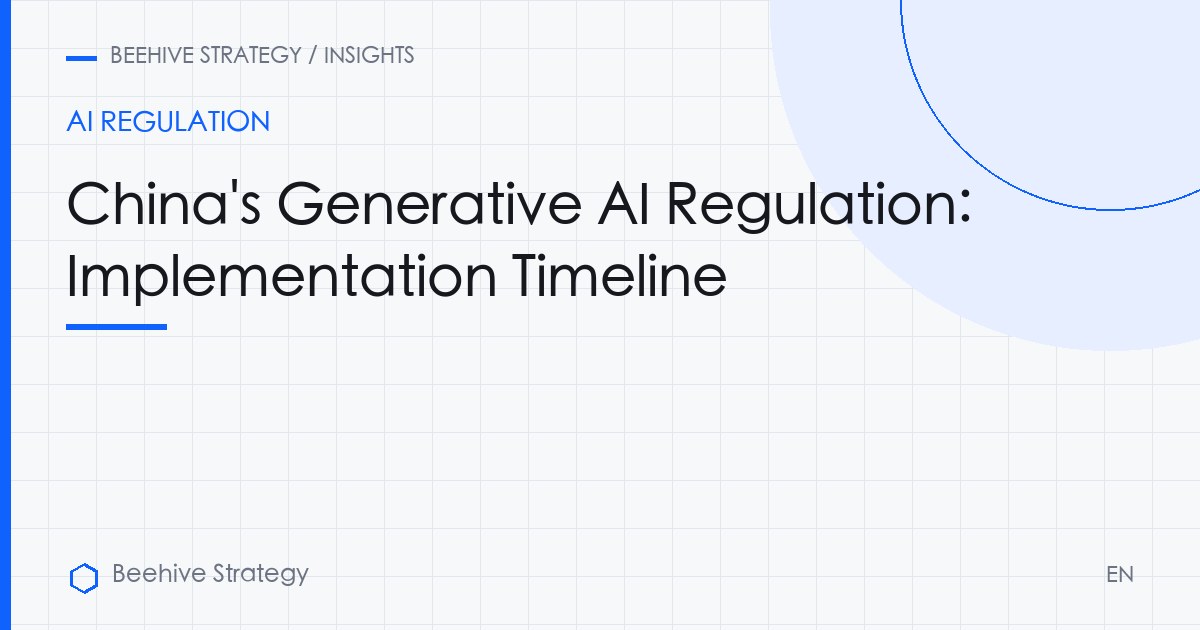 BEEHIVE STRATEGY / INSIGHTS
AI REGULATION
China's Generative AI Regulation:
Implementation Timeline
Beehive Strategy
EN